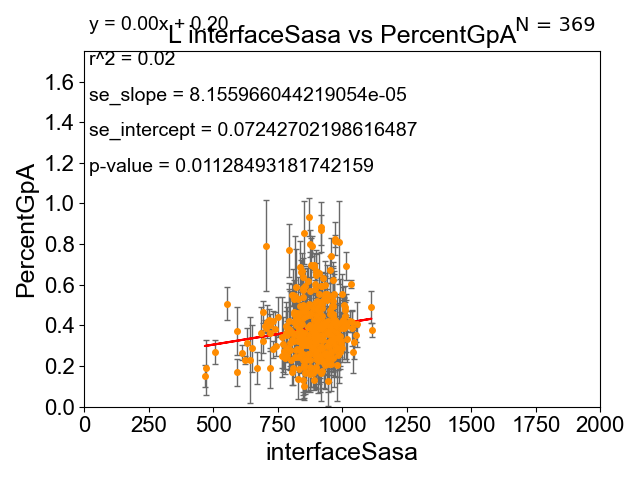 y = 0.00x + 0.20
N = 369
L interfaceSasa vs PercentGpA
r^2 = 0.02
se_slope = 8.155966044219054e-05
se_intercept = 0.07242702198616487
p-value = 0.01128493181742159
PercentGpA
1.6
1.4
1.2
1.0
0.8
0.6
0.4
0.2
0.0
0 250 500 750 1000 1250 1500 1750 2000
interfaceSasa